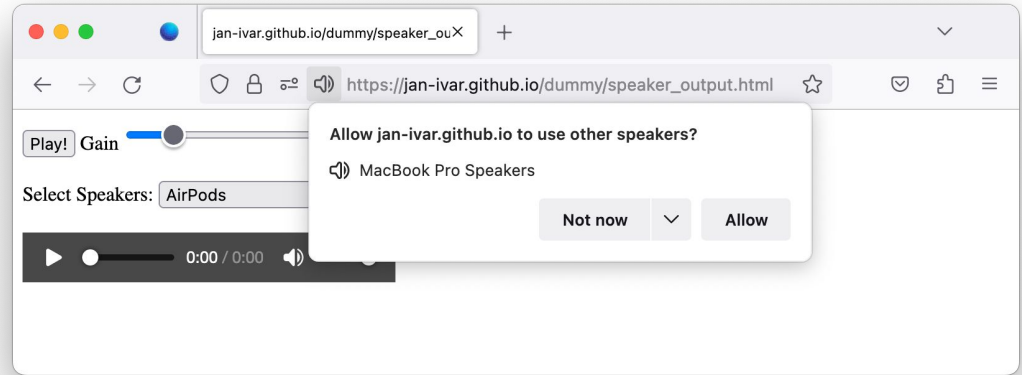 jan-ivar.github.io/dummy/speaker_ou
https://jan-ivar.github.io/dummy/speaker_output.html
Allow jan-ivar.github.io to use other speakers?
MacBook Pro Speakers
Not now
Allow
Play! Gain
Select Speakers: AirPods
0:00 / 0:00